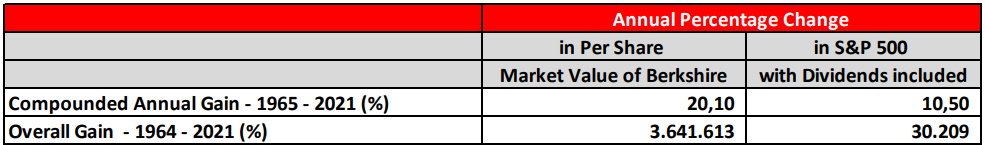 Annual Percentage Change
in Per Share in S&P 500
Market Value of Berkshire with Dividends included
Compounded Annual Gain - 1965 - 2021 (%) 20,10 10,50
Overall Gain - 1964 - 2021 (%) 3.641.613 30.209